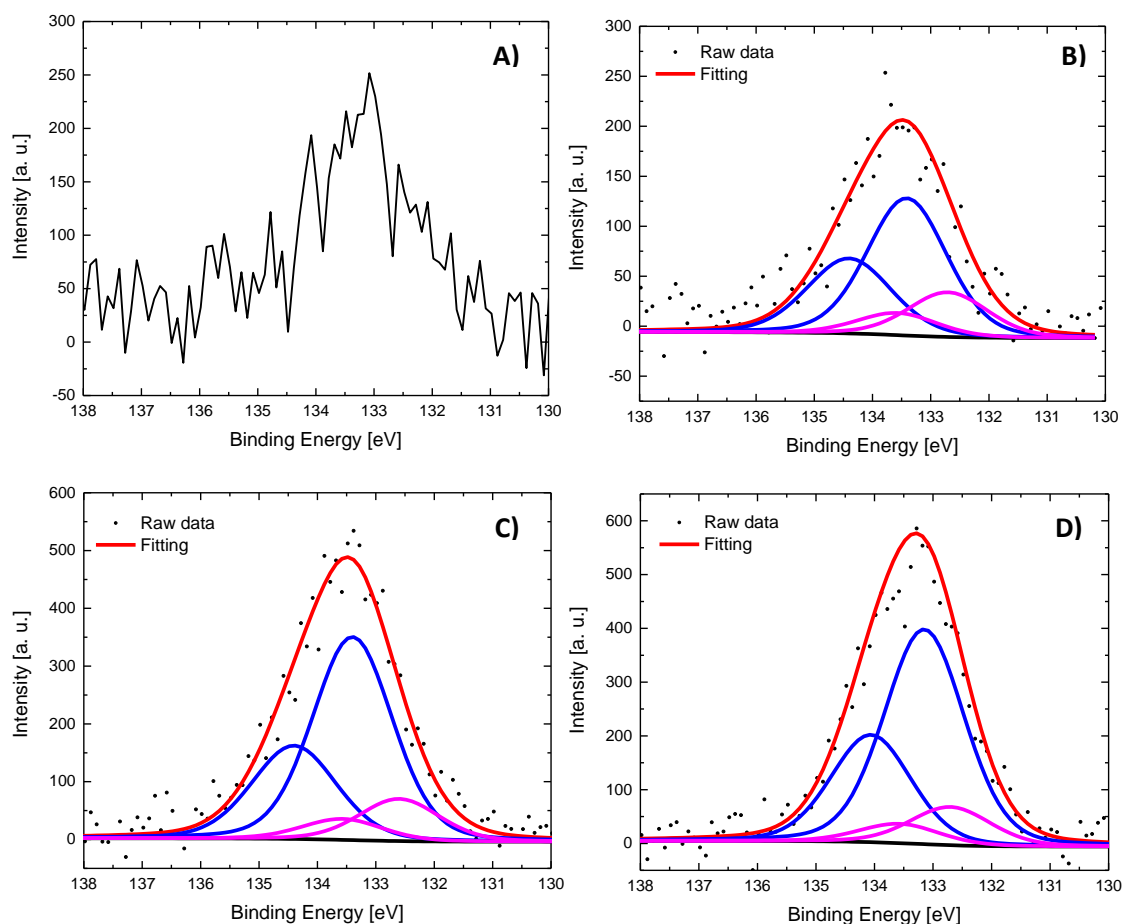 A)
300
250
200
150
100
50
0
-50
138 137 136 135 134 133 132 131 130
Intensity [a. u.]
Binding Energy [eV]
B)
Raw data
Fitting
300
250
200
150
100
50
0
-50
138 137 136 135 134 133 132 131 130
Intensity [a. u.]
Binding Energy [eV]
C)
Raw data
Fitting
600
500
400
300
200
100
0
138 137 136 135 134 133 132 131 130
Intensity [a. u.]
Binding Energy [eV]
D)
Raw data
Fitting
600
500
400
300
200
100
0
138 137 136 135 134 133 132 131 130
Intensity [a. u.]
Binding Energy [eV]